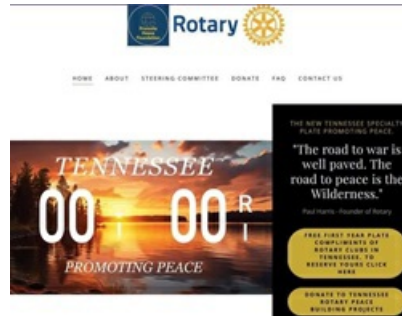 Rotary
HOME ABOUT STEERING COMMITTEE DONATE FAQ CONTACT US
TENNESSEE
00 00 R
I
PROMOTING PEACE
THE NEW TENNESSEE SPECIALTY
PLATE PROMOTING PEACE.
"The road to war is
well paved. The
road to peace is the
Wilderness."
Paul Harris - Founder of Rotary
FREE FIRST YEAR PLATE
COMPLIMENTS OF
ROTARY CLUBS IN
TENNESSEE, TO
RESERVE YOURS CLICK
HERE
DONATE TO TENNESSEE
ROTARY PEACE
BUILDING PROJECTS